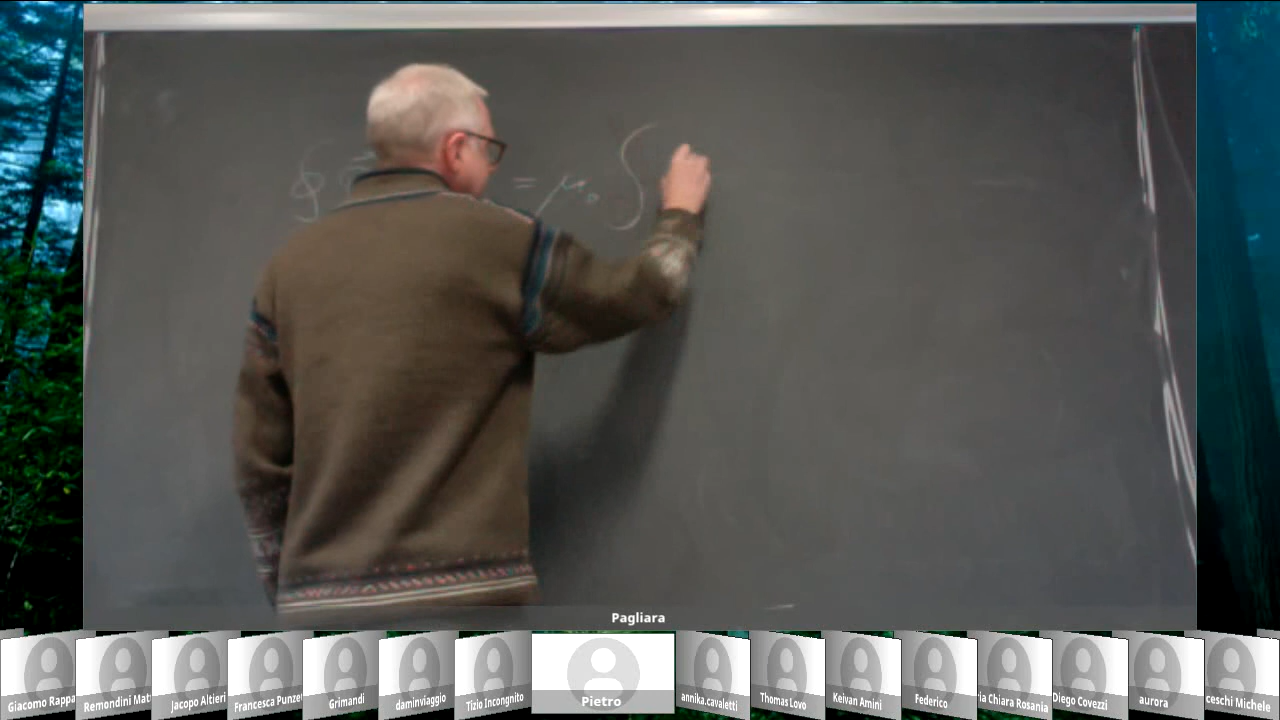 = μ₀ ∫
Pagliara
Giacomo Rappa
Remondini Mat
Jacopo Altieri
Francesca Punze
Grimandi
daminviaggio
Tizio Incognito
Pietro
annika.cavaletti
Thomas Lovo
Keivan Amini
Federico
ia Chiara Rosania
Diego Covezzi
aurora
ceschi Michele